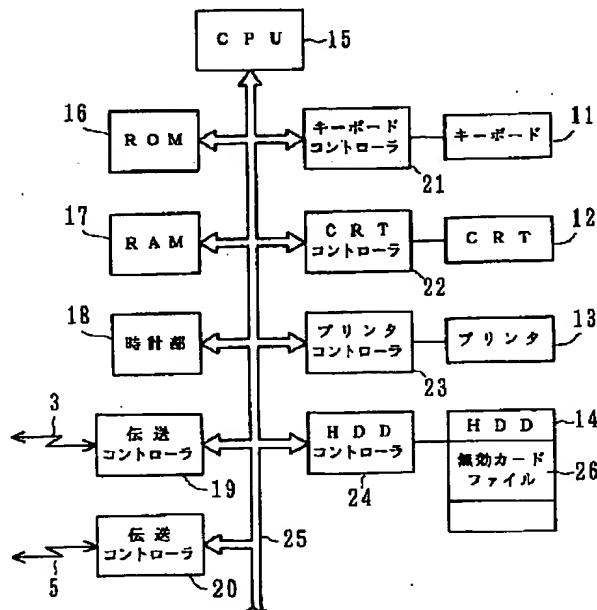 CPU
15
16
ROM
キーボード
コントローラ
21
キーボード
11
17
RAM
CRT
コントローラ
22
CRT
12
18
時計部
プリンタ
コントローラ
23
プリンタ
13
3
伝送
コントローラ
19
HDD
コントローラ
24
HDD
14
無効カード
ファイル
26
5
伝送
コントローラ
20
25